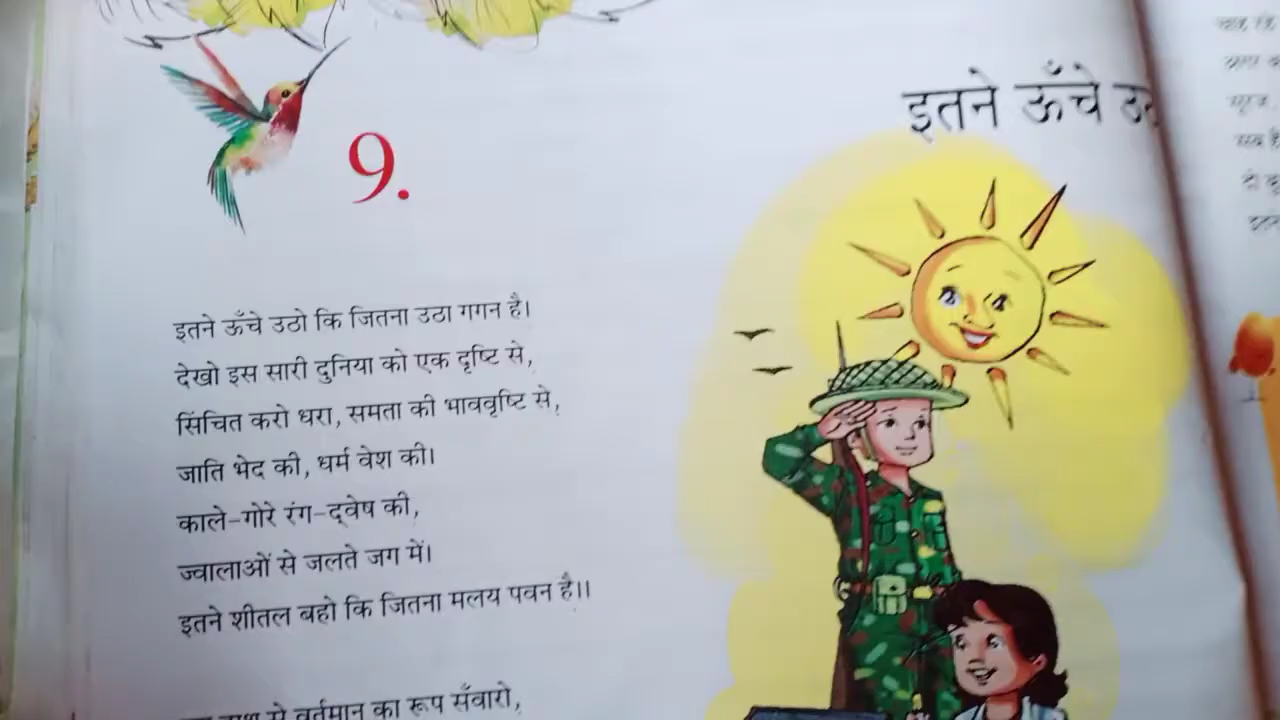 9.
इतने ऊँचे
इतने ऊँचे उठो कि जितना उठा गगन है।
देखो इस सारी दुनिया को एक दृष्टि से,
सिंचित करो धरा, समता की भाववृष्टि से,
जाति भेद की, धर्म वेश की।
काले-गोरे रंग-द्वेष की,
ज्वालाओं से जलते जग में।
इतने शीतल बहो कि जितना मलय पवन है।।
से वर्तमान का रूप सँवारो,